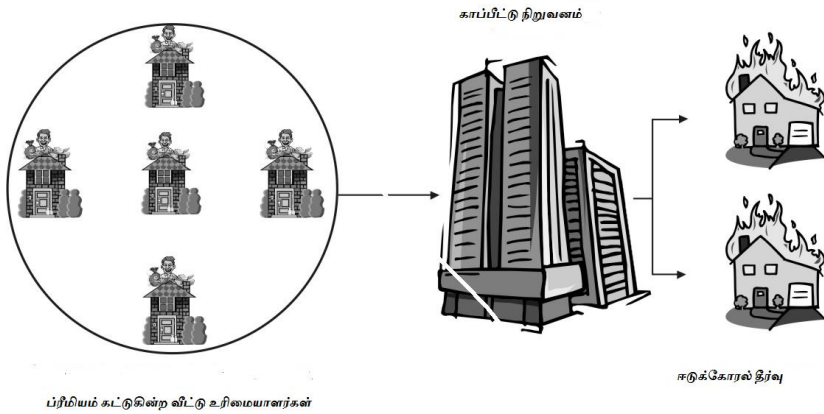 காப்பீட்டு நிறுவனம்
ஈடுக்கோரல் தீர்வு
ப்ரீமியம் கட்டுகின்ற வீட்டு உரிமையாளர்கள்